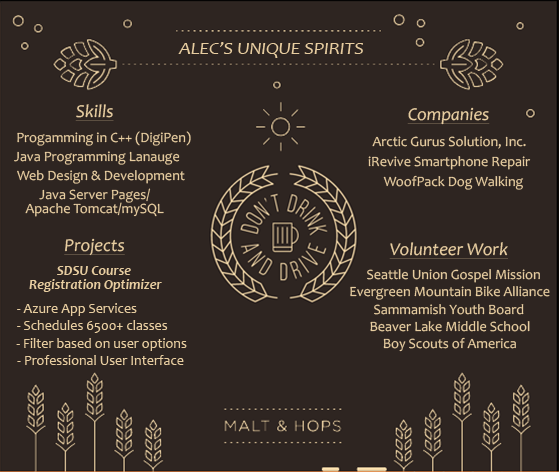 ALEC'S UNIQUE SPIRITS
Skills
Progamming in C++ (DigiPen)
Java Programming Lanauge
Web Design & Development
Java Server Pages/
Apache Tomcat/mySQL
Projects
SDSU Course
Registration Optimizer
- Azure App Services
- Schedules 6500+ classes
- Filter based on user options
- Professional User Interface
DON'T DRINK
AND DRIVE
Companies
Arctic Gurus Solution, Inc.
iRevive Smartphone Repair
WoofPack Dog Walking
Volunteer Work
Seattle Union Gospel Mission
Evergreen Mountain Bike Alliance
Sammamish Youth Board
Beaver Lake Middle School
Boy Scouts of America
MALT & HOPS